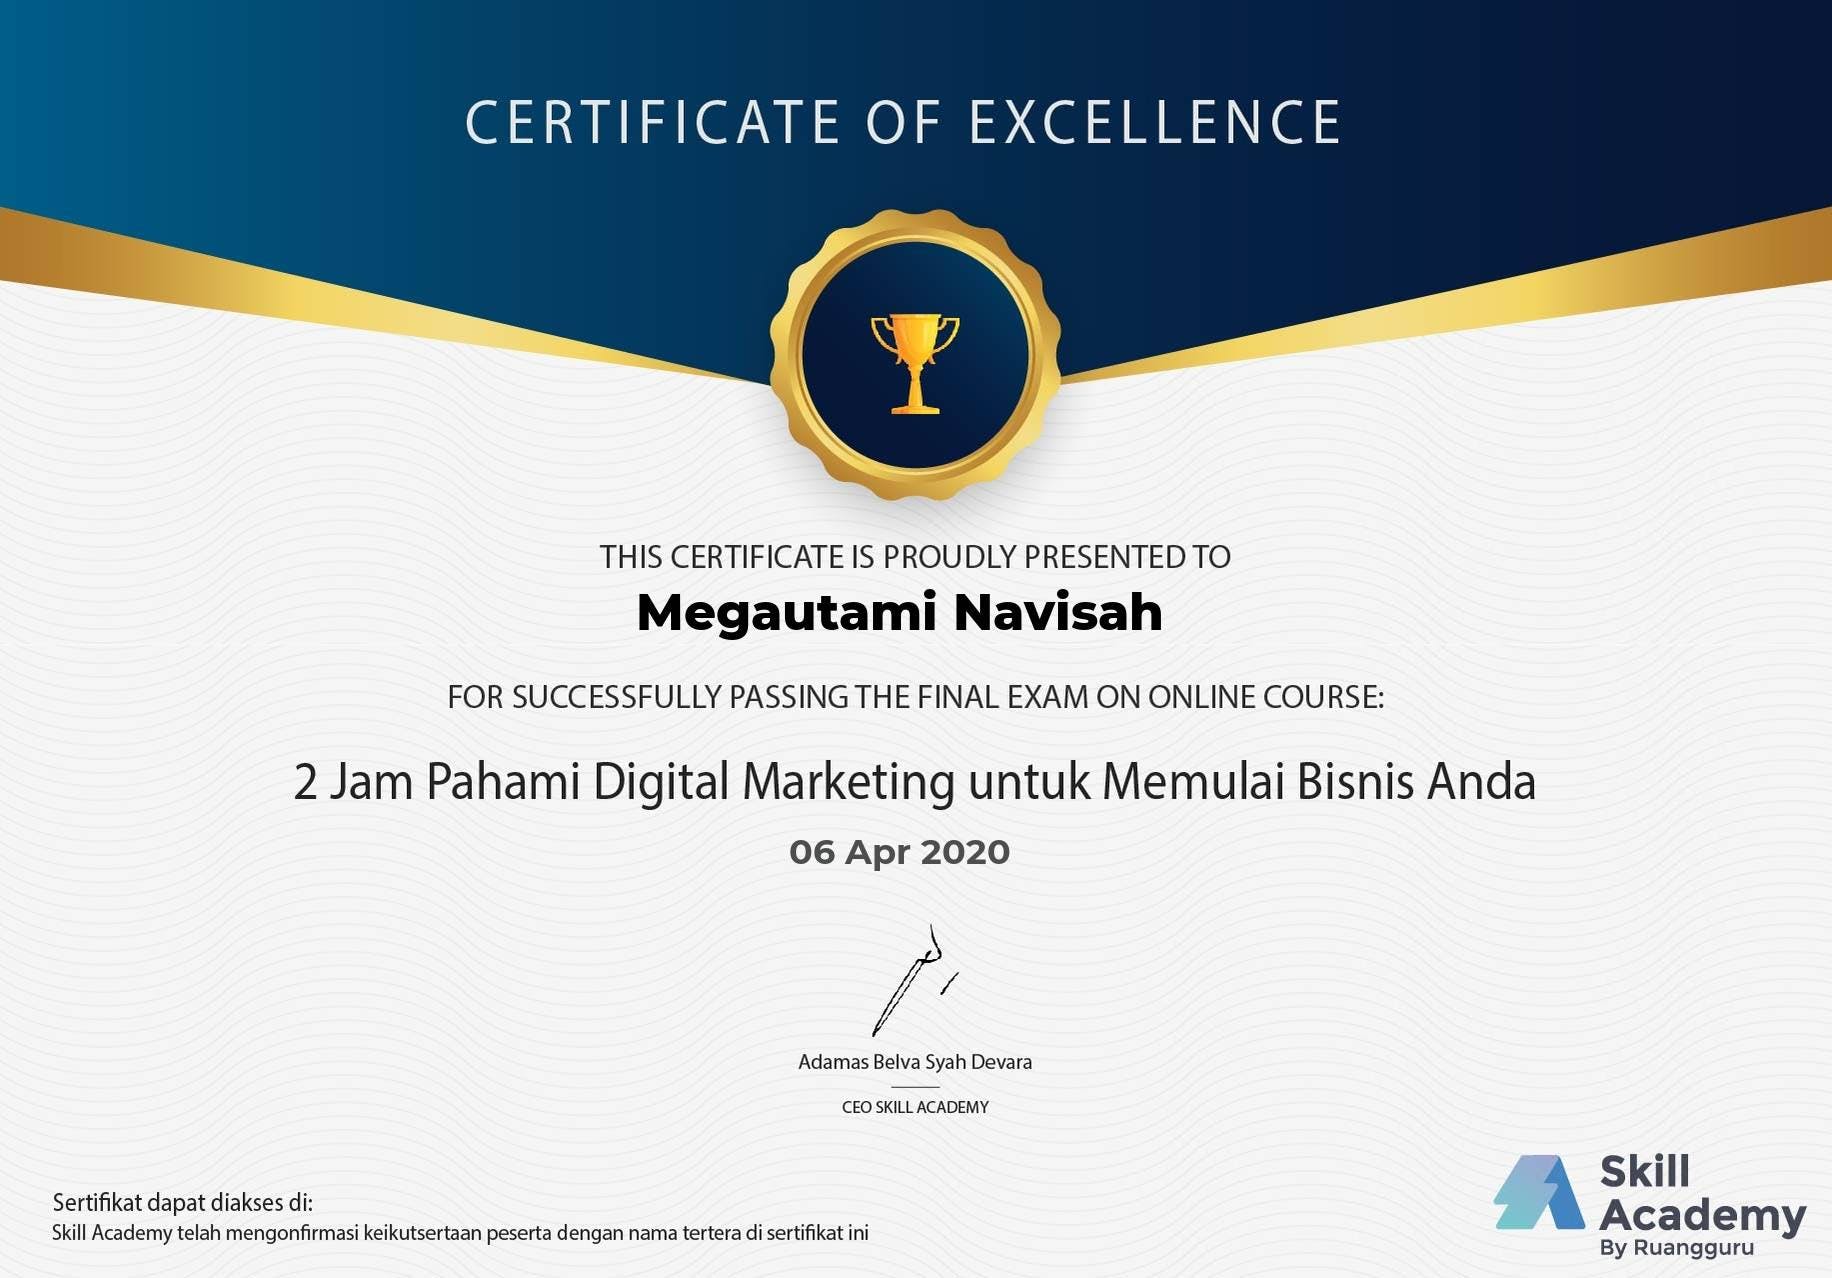 CERTIFICATE OF EXCELLENCE
THIS CERTIFICATE IS PROUDLY PRESENTED TO
Megautami Navisah
FOR SUCCESSFULLY PASSING THE FINAL EXAM ON ONLINE COURSE:
2 Jam Pahami Digital Marketing untuk Memulai Bisnis Anda
06 Apr 2020
Adamas Belva Syah Devara
CEO SKILL ACADEMY
Sertifikat dapat diakses di:
Skill Academy telah mengonfirmasi keikutsertaan peserta dengan nama tertera di sertifikat ini
Skill
Academy
By Ruangguru